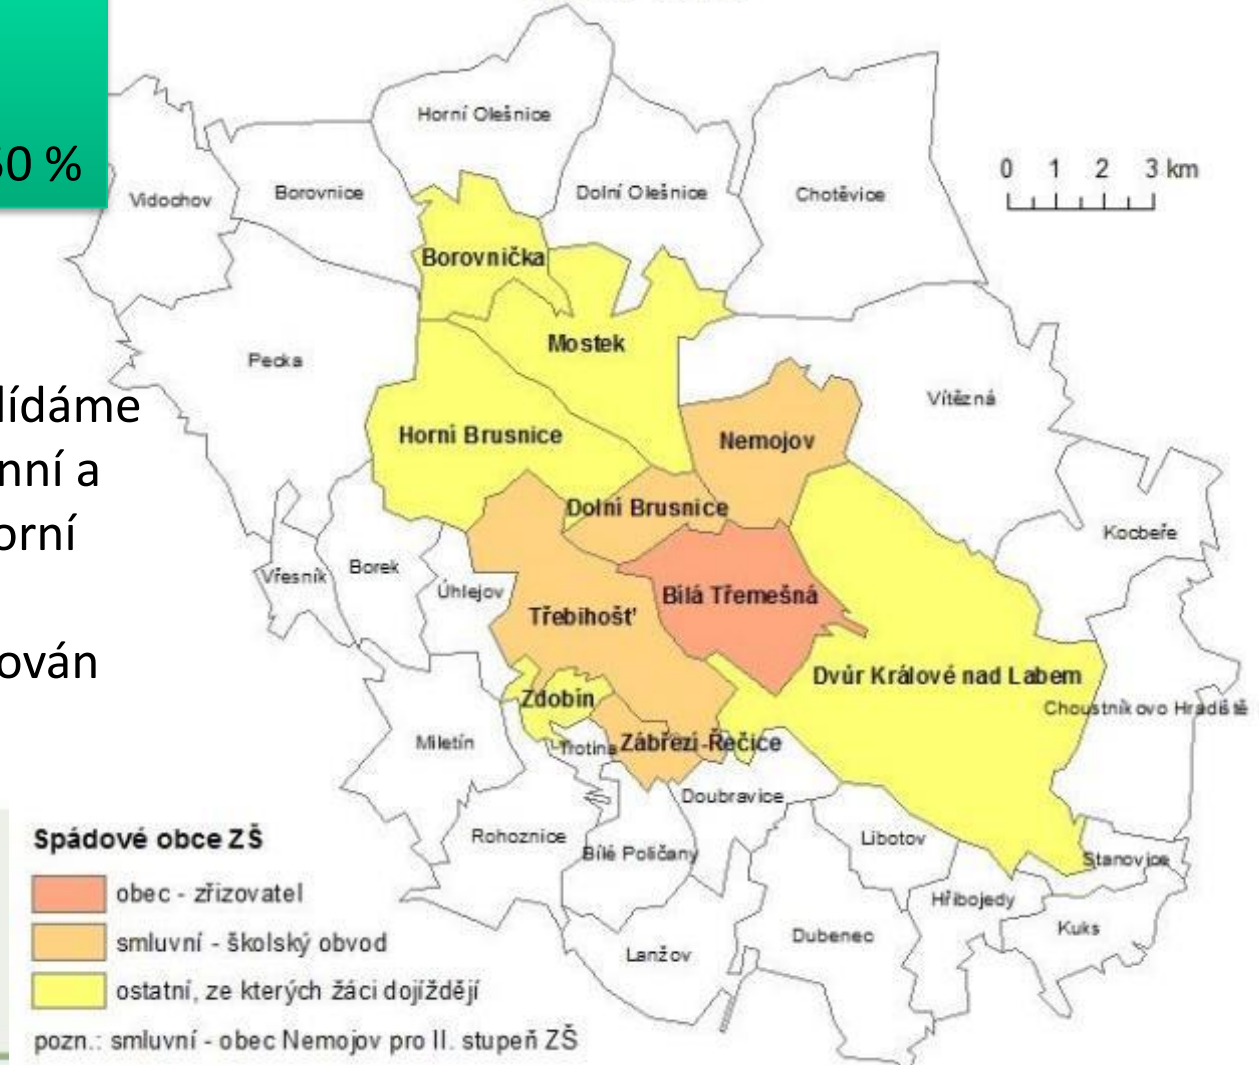 60 %
Horní Olešnice
Vidochov
Borovnice
Dolní Olešnice
Chotěvice
0 1 2 3 km
Borovnička
Mostek
Pecka
lídáme
Vítězná
Horní Brusnice
Nemojov
nní a
Dolní Brusnice
orní
Kocbeře
Vřesník
Borek
Úhlejov
Bílá Třemešná
Třebihošť
ován
Dvůr Králové nad Labem
Zdobín
Choustníkovo Hradiště
Miletín
Trotina
Zábřezí-Řečice
Doubravice
Rohoznice
Bílé Poličany
Libotov
Stanovice
Hřibojedy
Kuks
Dubenec
Lanžov
Spádové obce ZŠ
obec - zřizovatel
smluvní - školský obvod
ostatní, ze kterých žáci dojíždějí
pozn.: smluvní - obec Nemojov pro II. stupeň ZŠ